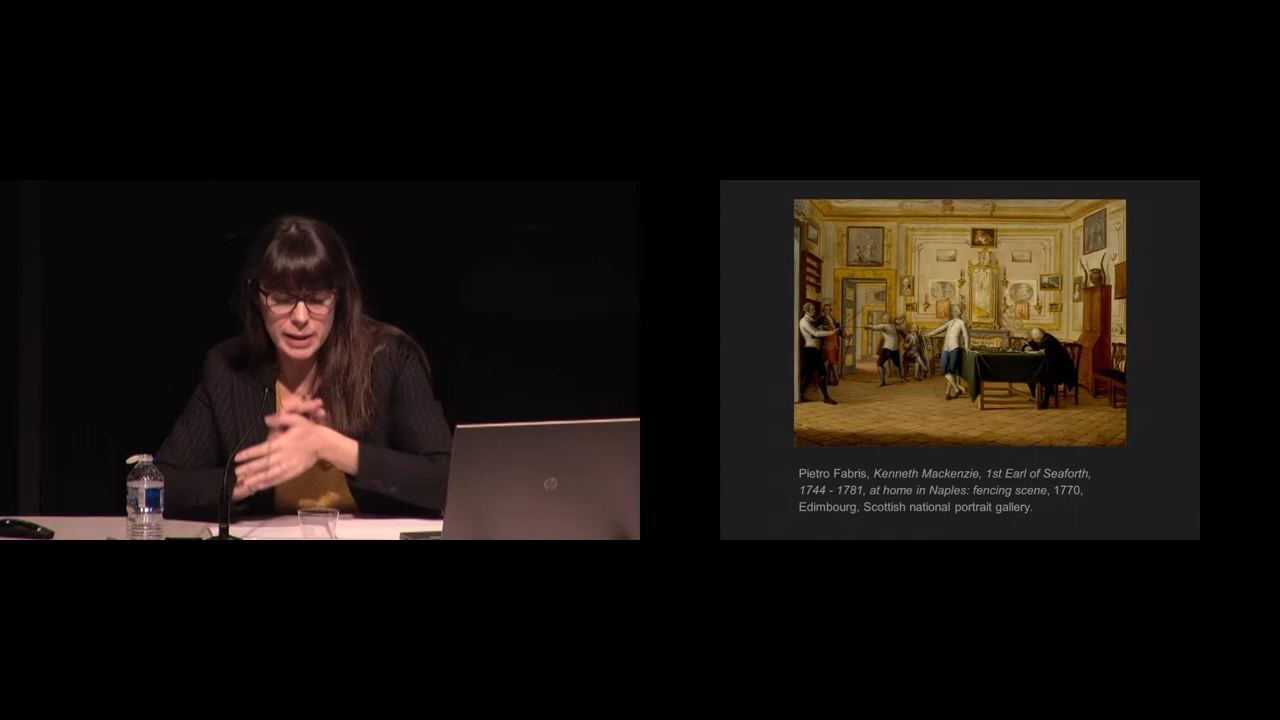 hp
Pietro Fabris, Kenneth Mackenzie, 1st Earl of Seaforth,
1744 - 1781, at home in Naples: fencing scene, 1770,
Edimbourg, Scottish national portrait gallery.